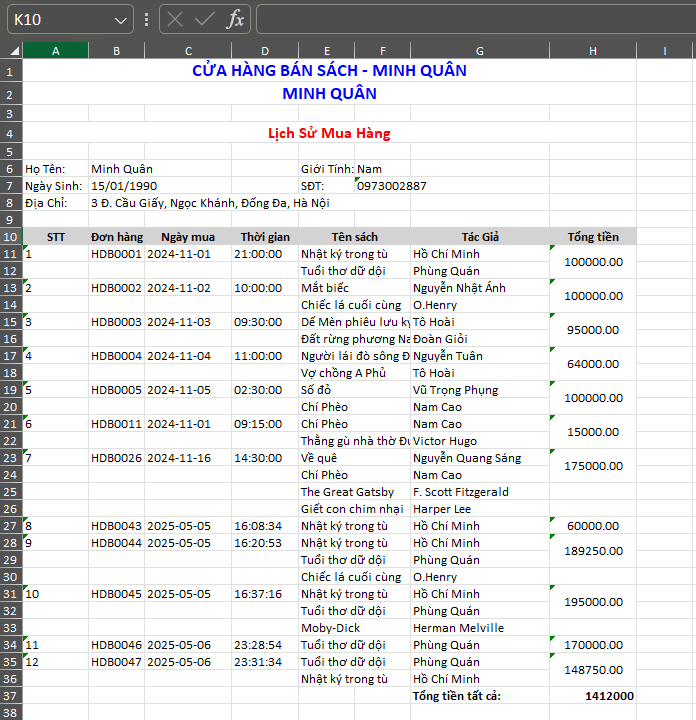 K10
fx
A B C D E F G H I
1 CỬA HÀNG BÁN SÁCH - MINH QUÂN
2 MINH QUÂN
3
4 Lịch Sử Mua Hàng
5
6 Họ Tên: Minh Quân Giới Tính: Nam
7 Ngày Sinh: 15/01/1990 SĐT: 0973002887
8 Địa Chỉ: 3 Đ. Cầu Giấy, Ngọc Khánh, Đống Đa, Hà Nội
9
10 STT Đơn hàng Ngày mua Thời gian Tên sách Tác Giả Tổng tiền
11 1 HDB0001 2024-11-01 21:00:00 Nhật ký trong tù Hồ Chí Minh 100000.00
12 Tuổi thơ dữ dội Phùng Quán
13 2 HDB0002 2024-11-02 10:00:00 Mắt biếc Nguyễn Nhật Ánh 100000.00
14 Chiếc lá cuối cùng O.Henry
15 3 HDB0003 2024-11-03 09:30:00 Dế Mèn phiêu lưu ký Tô Hoài 95000.00
16 Đất rừng phương Na Đoàn Giỏi
17 4 HDB0004 2024-11-04 11:00:00 Người lái đò sông Đ Nguyễn Tuân 64000.00
18 Vợ chồng A Phủ Tô Hoài
19 5 HDB0005 2024-11-05 02:30:00 Số đỏ Vũ Trọng Phụng 100000.00
20 Chí Phèo Nam Cao
21 6 HDB0011 2024-11-01 09:15:00 Chí Phèo Nam Cao 15000.00
22 Thằng gù nhà thờ Đu Victor Hugo
23 7 HDB0026 2024-11-16 14:30:00 Về quê Nguyễn Quang Sáng 175000.00
24 Chí Phèo Nam Cao
25 The Great Gatsby F. Scott Fitzgerald
26 Giết con chim nhại Harper Lee
27 8 HDB0043 2025-05-05 16:08:34 Nhật ký trong tù Hồ Chí Minh 60000.00
28 9 HDB0044 2025-05-05 16:20:53 Nhật ký trong tù Hồ Chí Minh 189250.00
29 Tuổi thơ dữ dội Phùng Quán
30 Chiếc lá cuối cùng O.Henry
31 10 HDB0045 2025-05-05 16:37:16 Nhật ký trong tù Hồ Chí Minh 195000.00
32 Tuổi thơ dữ dội Phùng Quán
33 Moby-Dick Herman Melville
34 11 HDB0046 2025-05-06 23:28:54 Tuổi thơ dữ dội Phùng Quán 170000.00
35 12 HDB0047 2025-05-06 23:31:34 Tuổi thơ dữ dội Phùng Quán 148750.00
36 Nhật ký trong tù Hồ Chí Minh
37 Tổng tiền tất cả: 1412000
38